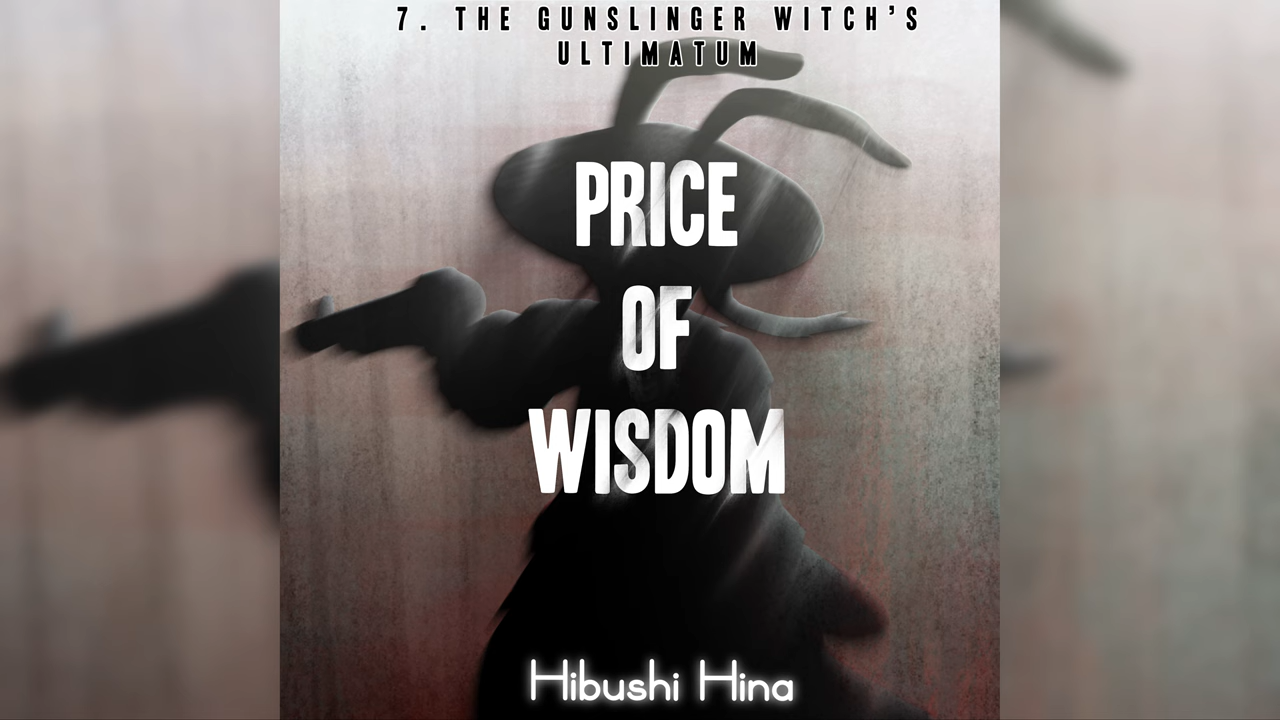 7. THE GUNSLINGER WITCH'S
ULTIMATUM
PRICE
OF
WISDOM
Hibushi Hina